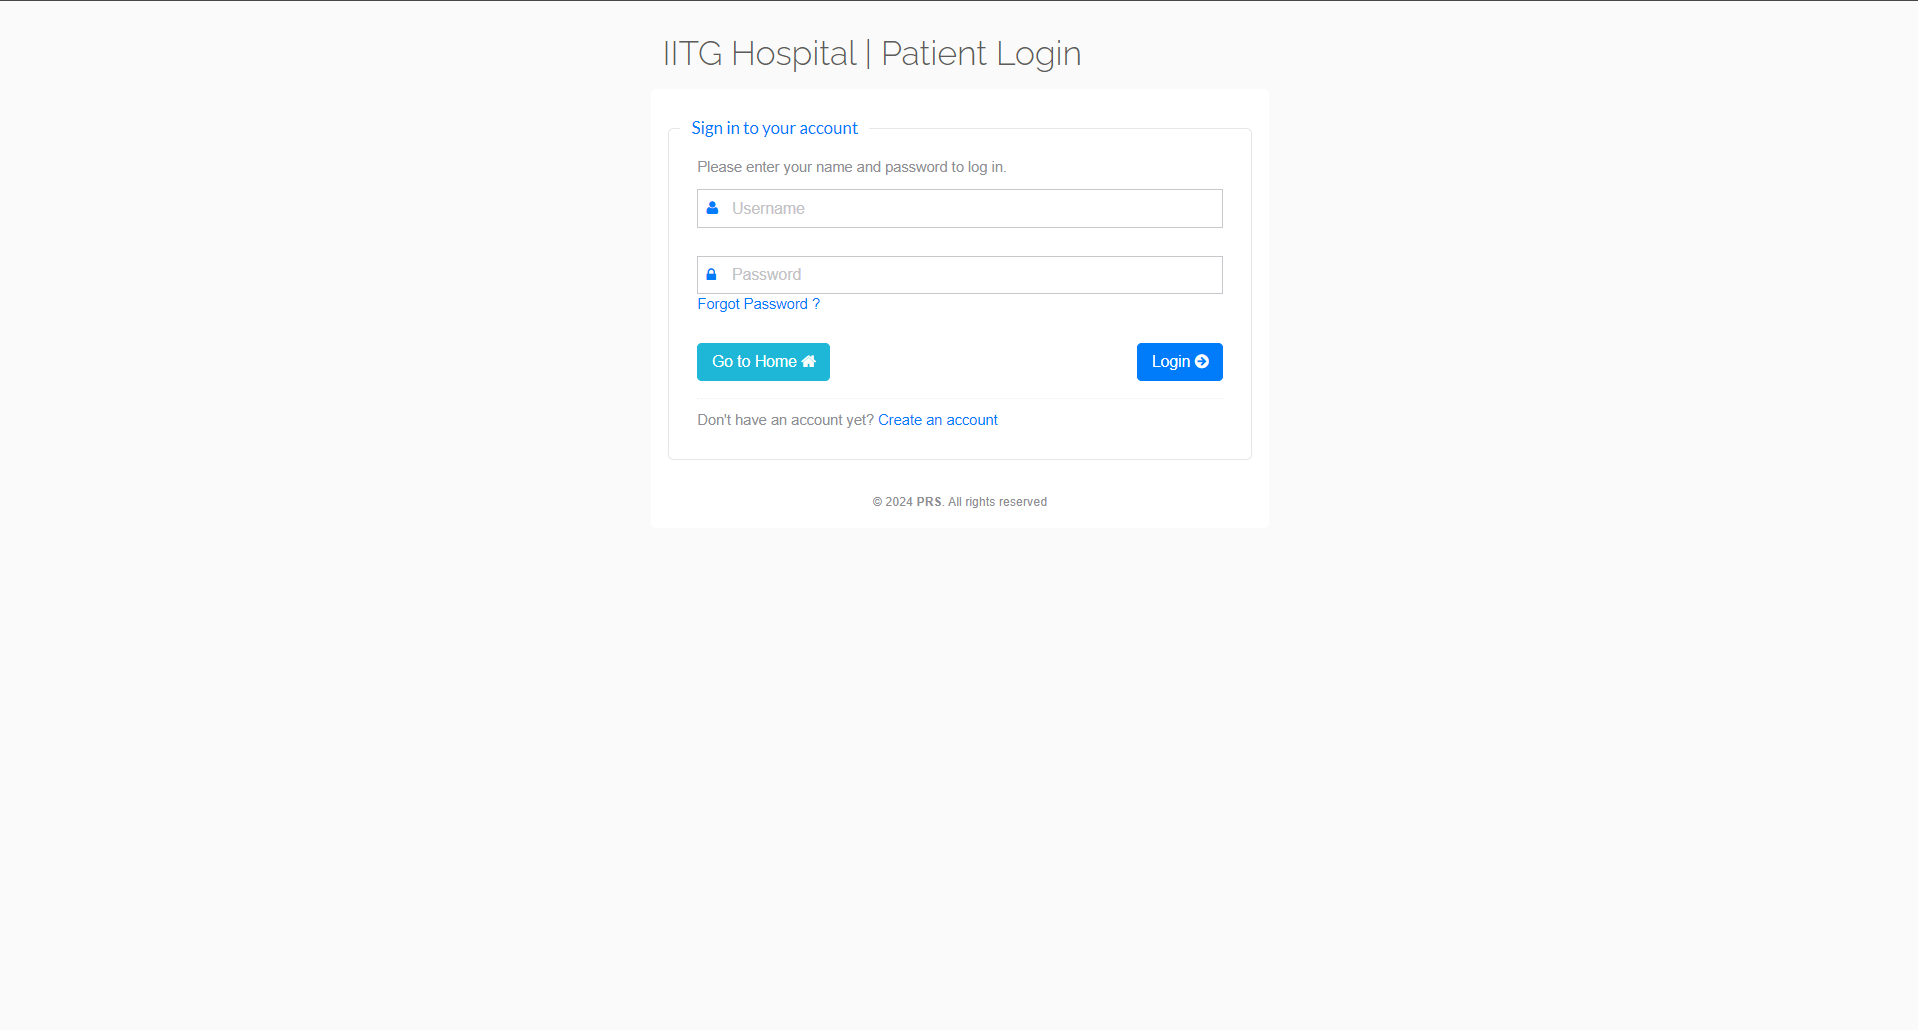 IITG Hospital | Patient Login
Sign in to your account
Please enter your name and password to log in.
Username
Password
Forgot Password ?
Go to Home
Login
Don't have an account yet? Create an account
© 2024 PRS. All rights reserved